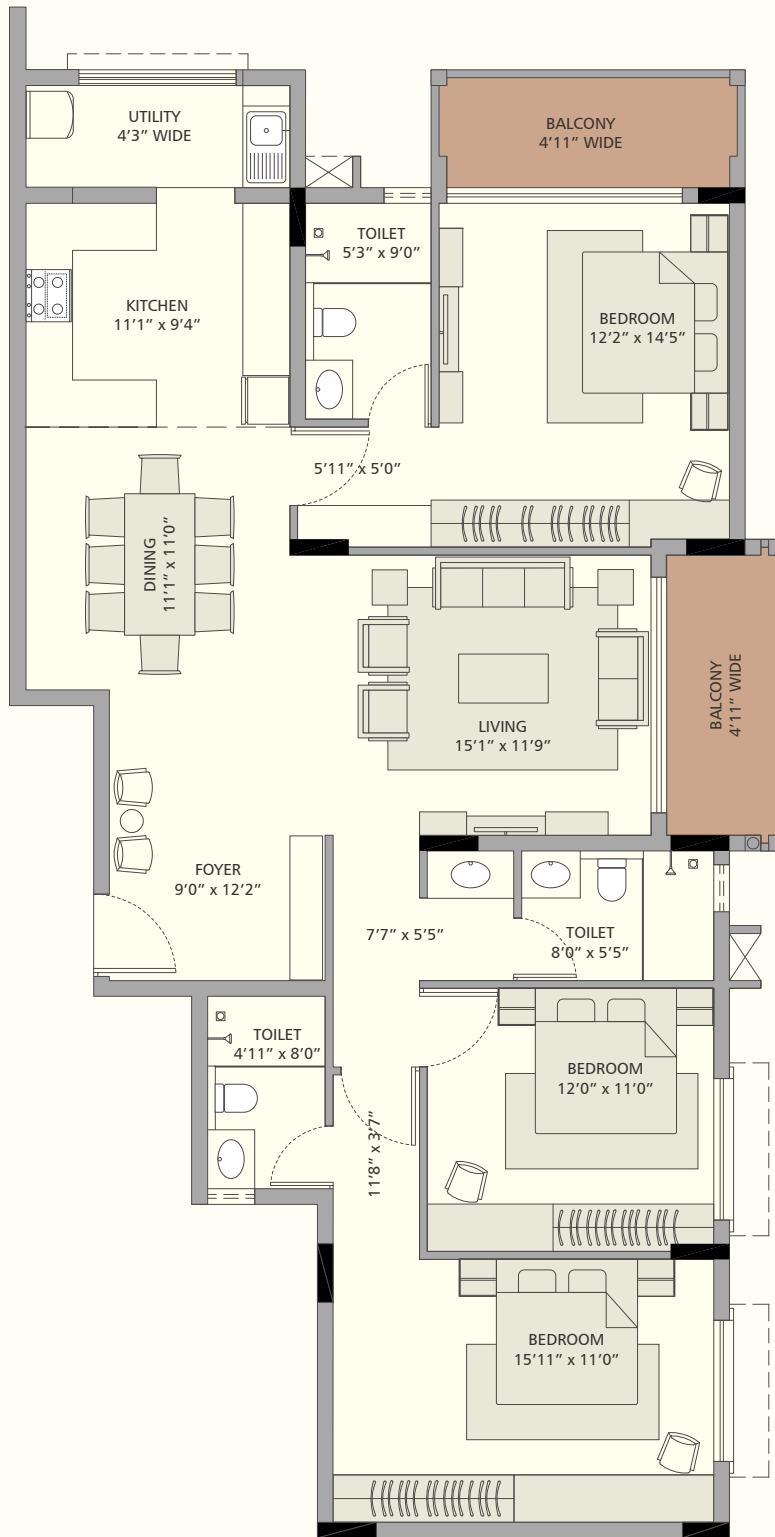 UTILITY
4’3” WIDE
BALCONY
4’11” WIDE
TOILET
5’3” x 9’0”
KITCHEN
11’1” x 9’4”
BEDROOM
12’2” x 14’5”
5’11” x 5’0”
DINING
11’1” x 11’0”
LIVING
15’1” x 11’9”
BALCONY
4’11” WIDE
FOYER
9’0” x 12’2”
7’7” x 5’5”
TOILET
8’0” x 5’5”
TOILET
4’11” x 8’0”
BEDROOM
12’0” x 11’0”
11’8” x 3’7”
BEDROOM
15’11” x 11’0”